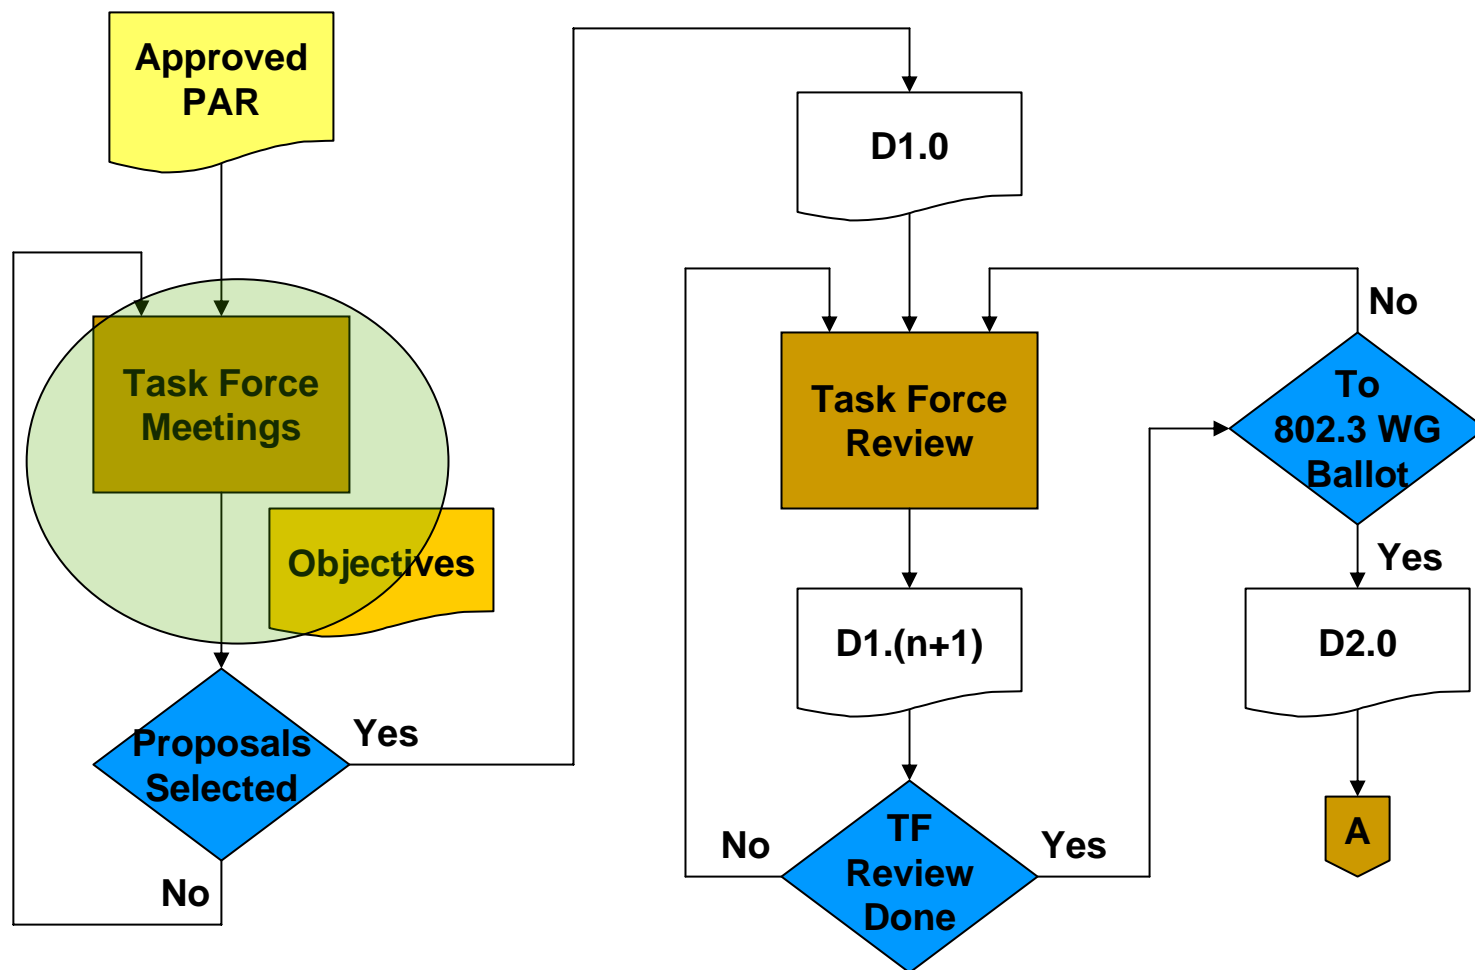 Approved
PAR
Task Force
Meetings
Objectives
Proposals
Selected
Yes
No
D1.0
Task Force
Review
D1.(n+1)
TF
Review
Done
No
Yes
To
802.3 WG
Ballot
No
Yes
D2.0
A